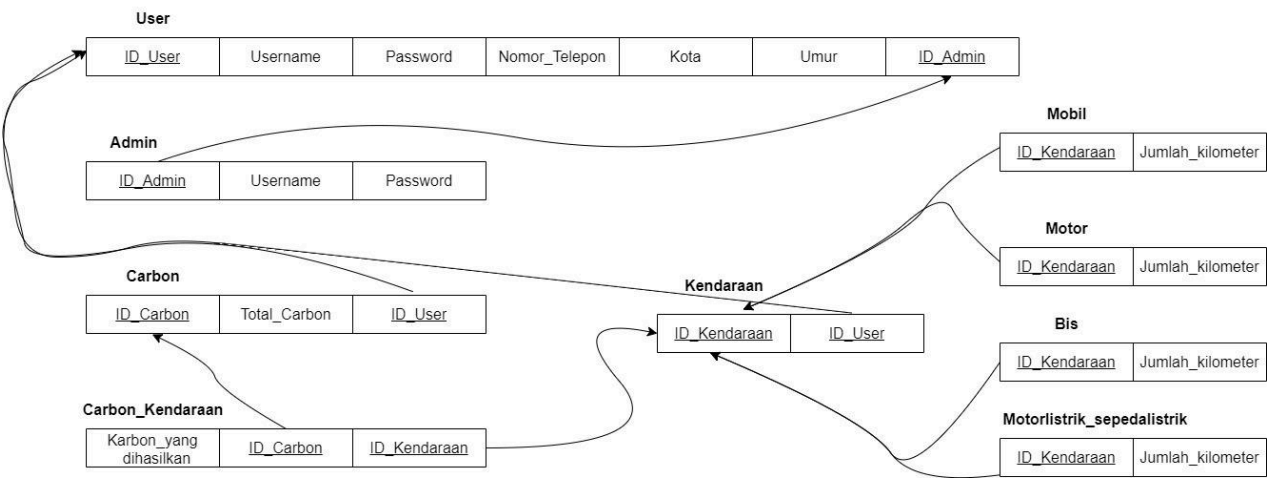 User
ID_User Username Password Nomor_Telepon Kota Umur ID_Admin
Admin
ID_Admin Username Password
Mobil
ID_Kendaraan Jumlah_kilometer
Motor
ID_Kendaraan Jumlah_kilometer
Carbon
ID_Carbon Total_Carbon ID_User
Kendaraan
ID_Kendaraan ID_User
Bis
ID_Kendaraan Jumlah_kilometer
Carbon_Kendaraan
Karbon_yang
dihasilkan ID_Carbon ID_Kendaraan
Motorlistrik_sepedalistrik
ID_Kendaraan Jumlah_kilometer